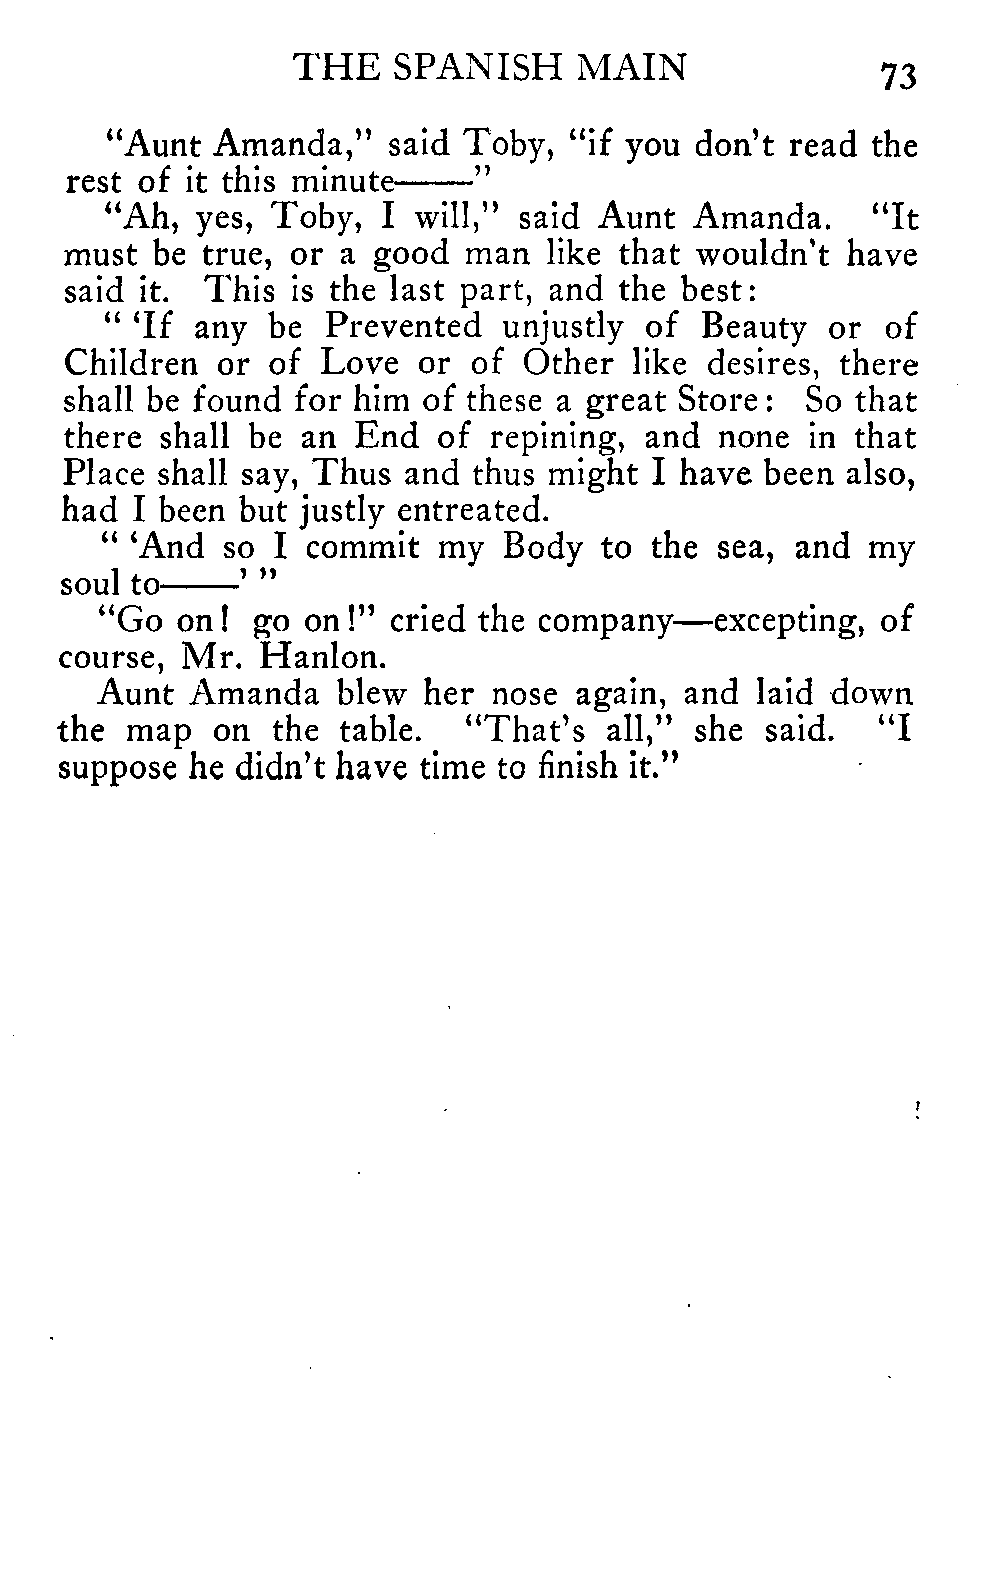 THE SPANISH MAIN 73
"Aunt Amanda," said Toby, "if you don't read the
rest of it this minute——"
"Ah, yes, Toby, I will," said Aunt Amanda. "It
must be true, or a good man like that wouldn't have
said it. This is the last part, and the best:
" 'If any be Prevented unjustly of Beauty or of
Children or of Love or of Other like desires, there
shall be found for him of these a great Store: So that
there shall be an End of repining, and none in that
Place shall say, Thus and thus might I have been also,
had I been but justly entreated.
" 'And so I commit my Body to the sea, and my
soul to——' "
"Go on! go on!" cried the company—excepting, of
course, Mr. Hanlon.
Aunt Amanda blew her nose again, and laid down
the map on the table. "That's all," she said. "I
suppose he didn't have time to finish it."